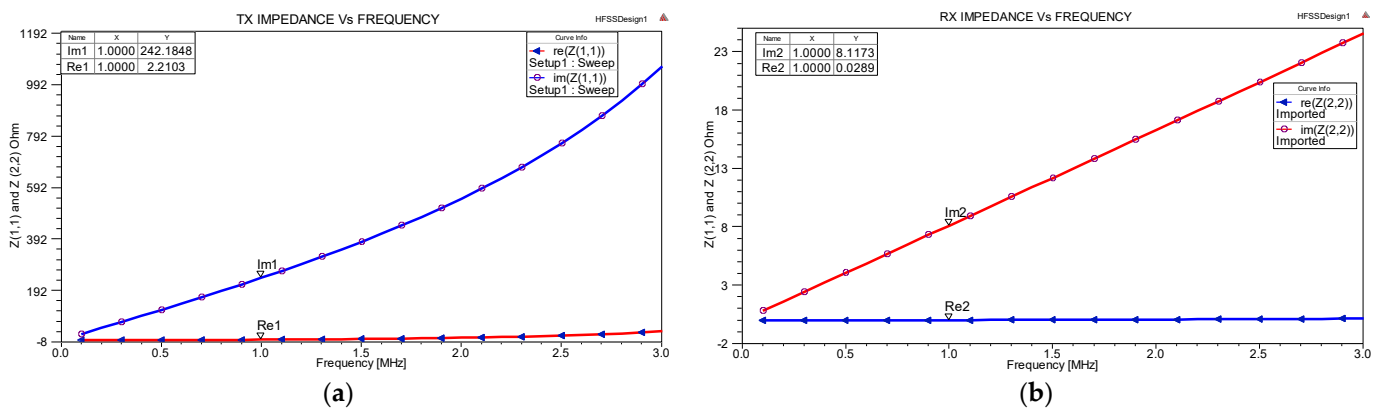 TX IMPEDANCE Vs FREQUENCY
HFSSDesign1
Name X Y
Im1 1.0000 242.1848
Re1 1.0000 2.2103
Curve Info
re(Z(1,1))
Setup1 : Sweep
im(Z(1,1))
Setup1 : Sweep
Z(1,1) and Z (2,2) Ohm
1192
992
792
592
392
192
-8
Im1
Re1
0.0 0.5 1.0 1.5 2.0 2.5 3.0
Frequency [MHz]
(a)
RX IMPEDANCE Vs FREQUENCY
HFSSDesign1
Name X Y
Im2 1.0000 8.1173
Re2 1.0000 0.0289
Curve Info
re(Z(2,2))
Imported
im(Z(2,2))
Imported
Z(1,1) and Z (2,2) Ohm
23
18
13
8
3
-2
Im2
Re2
0.0 0.5 1.0 1.5 2.0 2.5 3.0
Frequency [MHz]
(b)